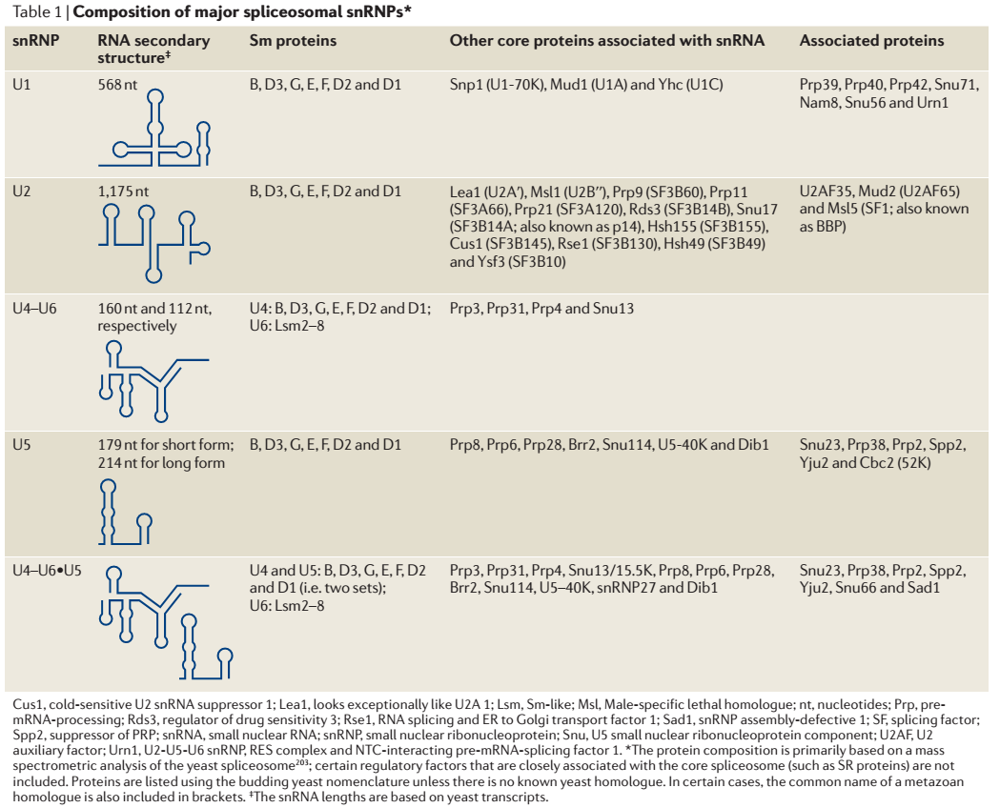 Table 1 | Composition of major spliceosomal snRNPs*
snRNP
RNA secondary
structure‡
Sm proteins
Other core proteins associated with snRNA
Associated proteins
U1
568 nt
B, D3, G, E, F, D2 and D1
Snp1 (U1-70K), Mud1 (U1A) and Yhc (U1C)
Prp39, Prp40, Prp42, Snu71,
Nam8, Snu56 and Urn1
U2
1,175 nt
B, D3, G, E, F, D2 and D1
Lea1 (U2A′), Msl1 (U2B′′), Prp9 (SF3B60), Prp11
(SF3A66), Prp21 (SF3A120), Rds3 (SF3B14B), Snu17
(SF3B14A; also known as p14), Hsh155 (SF3B155),
Cus1 (SF3B145), Rse1 (SF3B130), Hsh49 (SF3B49)
and Ysf3 (SF3B10)
U2AF35, Mud2 (U2AF65)
and Msl5 (SF1; also known
as BBP)
U4–U6
160 nt and 112 nt,
respectively
U4: B, D3, G, E, F, D2 and D1;
U6: Lsm2–8
Prp3, Prp31, Prp4 and Snu13
U5
179 nt for short form;
214 nt for long form
B, D3, G, E, F, D2 and D1
Prp8, Prp6, Prp28, Brr2, Snu114, U5-40K and Dib1
Snu23, Prp38, Prp2, Spp2,
Yju2 and Cbc2 (52K)
U4–U6•U5
U4 and U5: B, D3, G, E, F, D2
and D1 (i.e. two sets);
U6: Lsm2–8
Prp3, Prp31, Prp4, Snu13/15.5K, Prp8, Prp6, Prp28,
Brr2, Snu114, U5–40K, snRNP27 and Dib1
Snu23, Prp38, Prp2, Spp2,
Yju2, Snu66 and Sad1
Cus1, cold-sensitive U2 snRNA suppressor 1; Lea1, looks exceptionally like U2A 1; Lsm, Sm-like; Msl, Male-specific lethal homologue; nt, nucleotides; Prp, pre-
mRNA-processing; Rds3, regulator of drug sensitivity 3; Rse1, RNA splicing and ER to Golgi transport factor 1; Sad1, snRNP assembly-defective 1; SF, splicing factor;
Spp2, suppressor of PRP; snRNA, small nuclear RNA; snRNP, small nuclear ribonucleoprotein; Snu, U5 small nuclear ribonucleoprotein component; U2AF, U2
auxiliary factor; Urn1, U2-U5-U6 snRNP, RES complex and NTC-interacting pre-mRNA-splicing factor 1. *The protein composition is primarily based on a mass
spectrometric analysis of the yeast spliceosome²⁰³; certain regulatory factors that are closely associated with the core spliceosome (such as SR proteins) are not
included. Proteins are listed using the budding yeast nomenclature unless there is no known yeast homologue. In certain cases, the common name of a metazoan
homologue is also included in brackets. ‡The snRNA lengths are based on yeast transcripts.